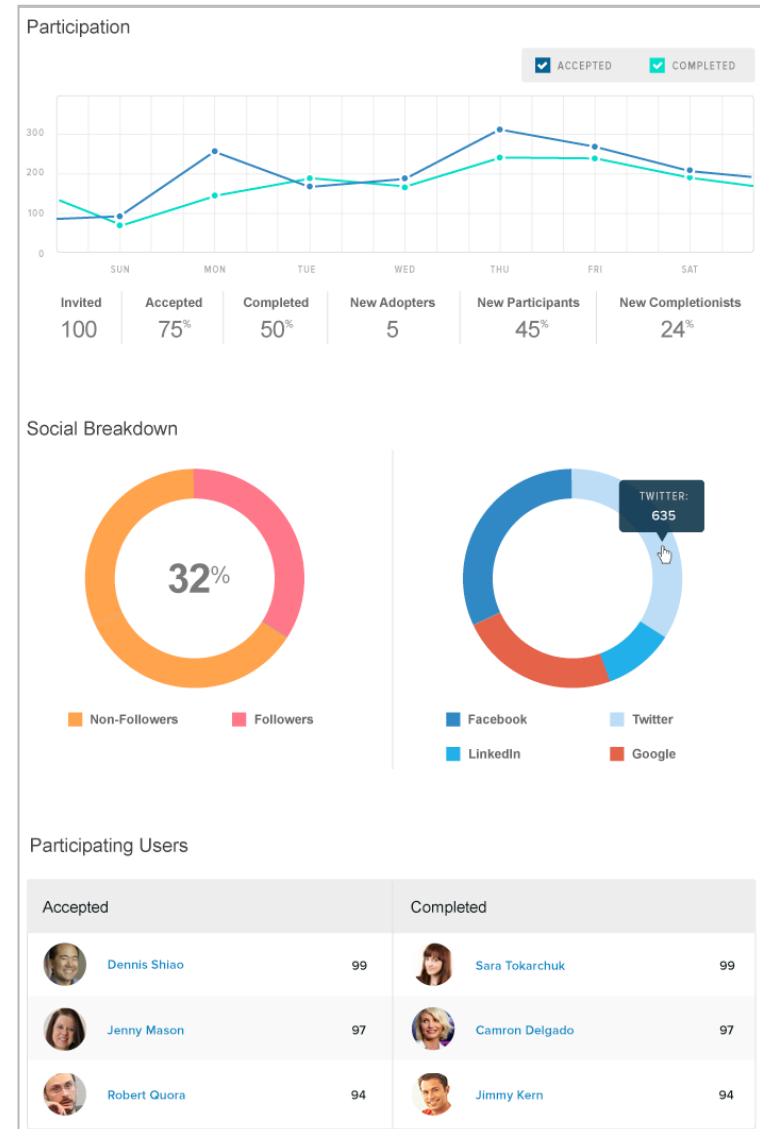 Participation
ACCEPTED COMPLETED
300
200
100
0
SUN MON TUE WED THU FRI SAT
Invited Accepted Completed New Adopters New Participants New Completionists
100 75% 50% 5 45% 24%
Social Breakdown
TWITTER:
635
32%
Non-Followers Followers
Facebook Twitter
LinkedIn Google
Participating Users
Accepted Completed
Dennis Shiao 99 Sara Tokarchuk 99
Jenny Mason 97 Camron Delgado 97
Robert Quora 94 Jimmy Kern 94